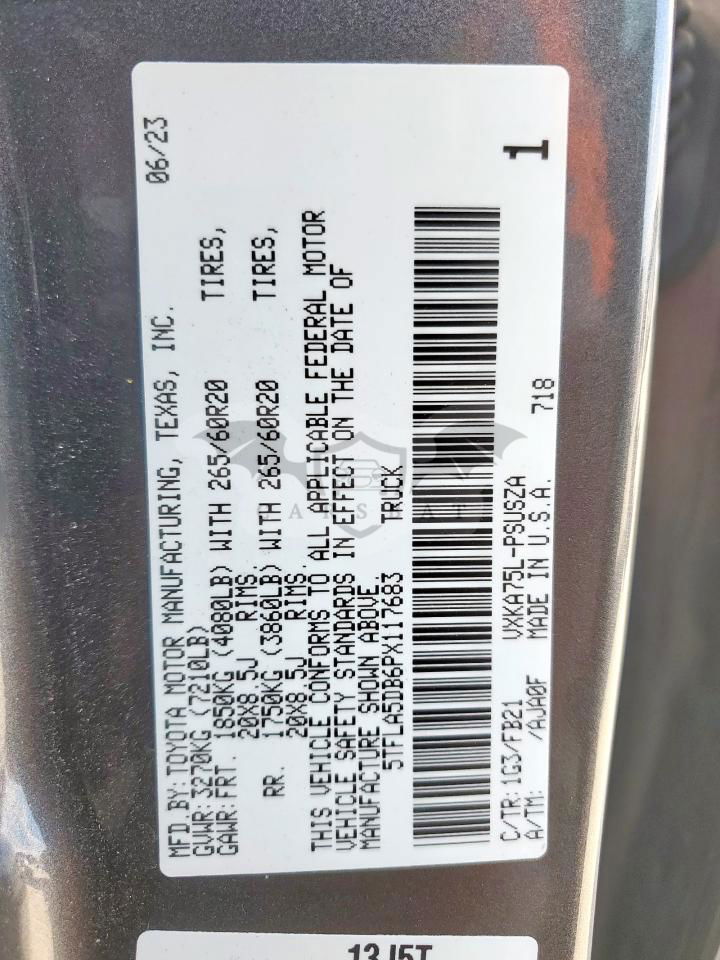 MFD.BY:TOYOTA MOTOR MANUFACTURING, TEXAS, INC. 06/23
GVWR:3270KG (7210LB)
GAWR:FRT. 1850KG (4080LB) WITH 265/60R20 TIRES,
20X8.5J RIMS.
RR. 1750KG (3860LB) WITH 265/60R20 TIRES,
20X8.5J RIMS.
THIS VEHICLE CONFORMS TO ALL APPLICABLE FEDERAL MOTOR
VEHICLE SAFETY STANDARDS IN EFFECT ON THE DATE OF
MANUFACTURE SHOWN ABOVE.
5TFLA5DB6PX117683 TRUCK
1
C/TR: 1G3/FB21 VXKA75L-PSUSZA 718
A/TM: /AJA0F MADE IN U.S.A.
CARSBAT
13J5T